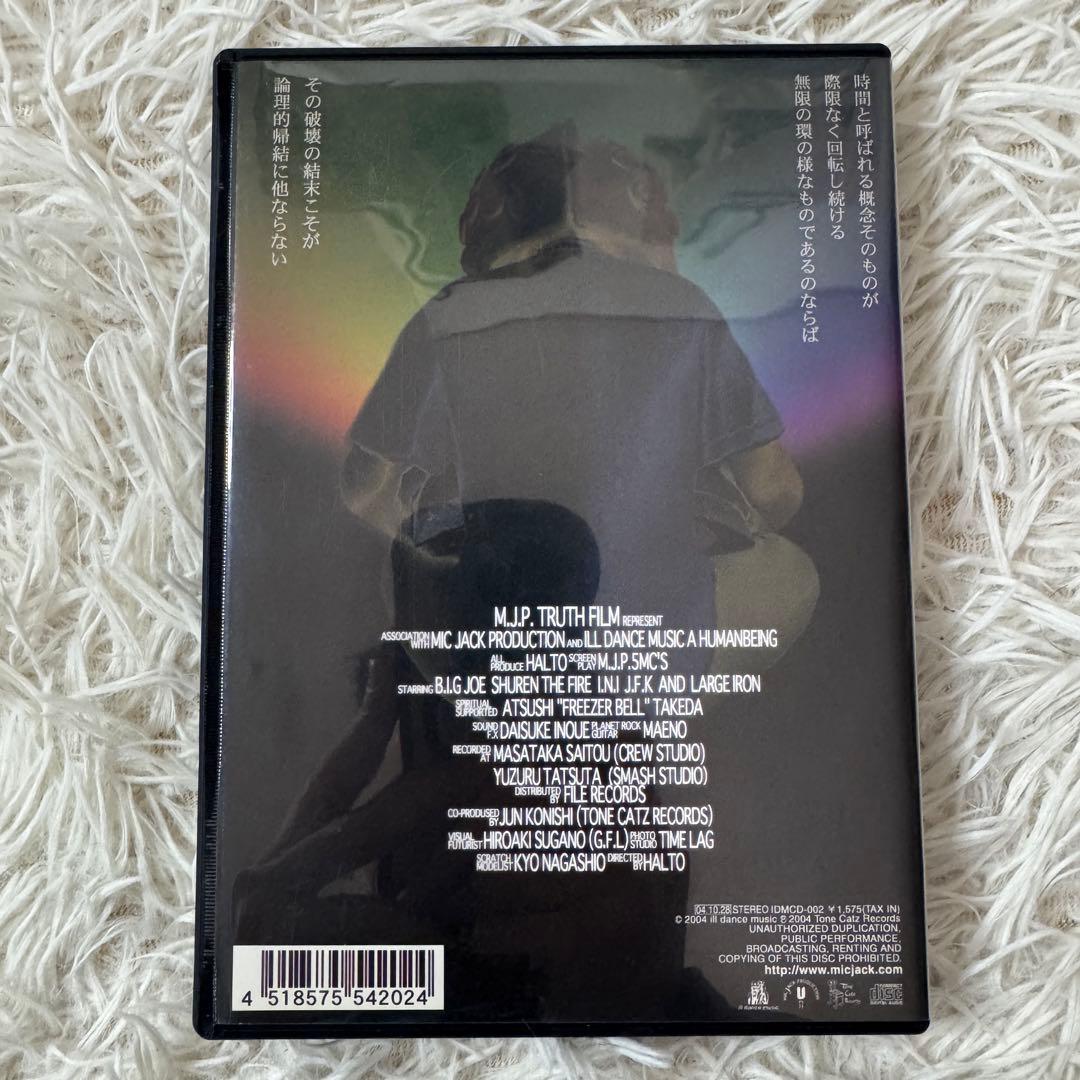 時間と呼ばれる概念そのものが
際限なく回転し続ける
無限の環の様なものであるのならば
その破壊の結末こそが
論理的帰結に他ならない
M.J.P. TRUTH FILM REPRESENT
ASSOCIATION WITH MIC JACK PRODUCTION AND ILL DANCE MUSIC A HUMANBEING
ALL PRODUCE HALTO SCREEN PLAY M.J.P.5MC'S
STARRING B.I.G JOE SHUREN THE FIRE I.N.I J.F.K AND LARGE IRON
SPIRITUAL SUPPORTED ATSUSHI "FREEZER BELL" TAKEDA
SOUND F.X DAISUKE INOUE PLANET ROCK GUITAR MAENO
RECORDED AT MASATAKA SAITOU (CREW STUDIO)
YUZURU TATSUTA (SMASH STUDIO)
DISTRIBUTED BY FILE RECORDS
CO-PRODUSED BY JUN KONISHI (TONE CATZ RECORDS)
VISUAL FUTURIST HIROAKI SUGANO (G.F.L) PHOTO STUDIO TIME LAG
SCRATCH MODELIST KYO NAGASHIO DIRECTED BY HALTO
04.10.28 STEREO IDMCD-002 ¥1,575(TAX IN)
© 2004 ill dance music ℗ 2004 Tone Catz Records
UNAUTHORIZED DUPLICATION,
PUBLIC PERFORMANCE,
BROADCASTING, RENTING AND
COPYING OF THIS DISC PROHIBITED.
http://www.micjack.com
4 518575 542024
COMPACT disc DIGITAL AUDIO